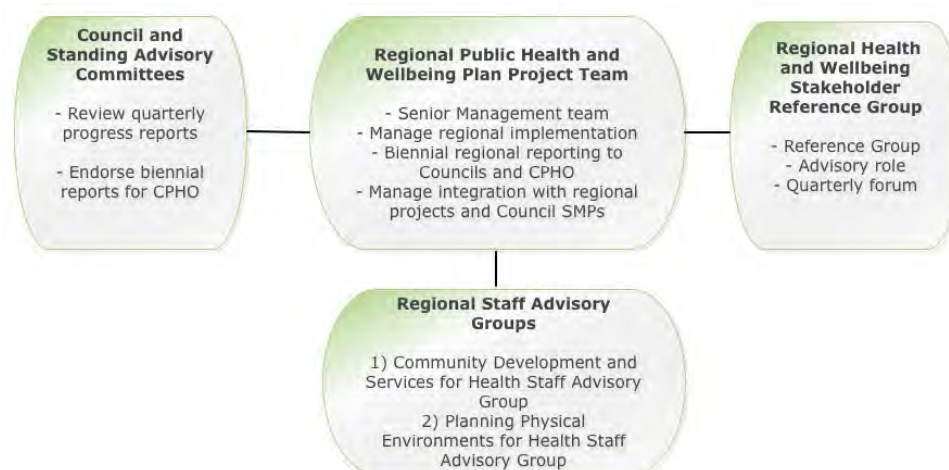 Council and
Standing Advisory
Committees
- Review quarterly
progress reports
- Endorse biennial
reports for CPHO
Regional Public Health and
Wellbeing Plan Project Team
- Senior Management team
- Manage regional implementation
- Biennial regional reporting to
Councils and CPHO
- Manage integration with regional
projects and Council SMPs
Regional Health
and Wellbeing
Stakeholder
Reference Group
- Reference Group
- Advisory role
- Quarterly forum
Regional Staff Advisory
Groups
1) Community Development and
Services for Health Staff Advisory
Group
2) Planning Physical
Environments for Health Staff
Advisory Group